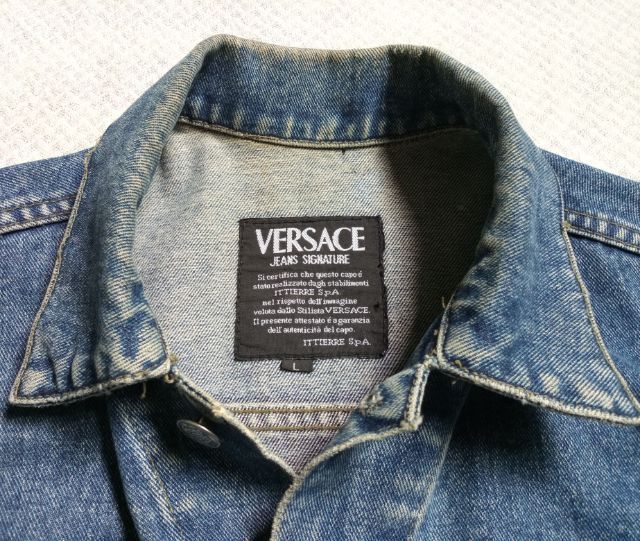 VERSACE
JEANS SIGNATURE
Si certifica che questo capo é
stato realizzato dagli stabilimenti
ITTIERRE S.p.A.
nel rispetto dell'immagine
voluta dallo Stilista VERSACE.
Il presente attestato é a garanzia
dell'autenticità del capo.
ITTIERRE S.p.A.
L